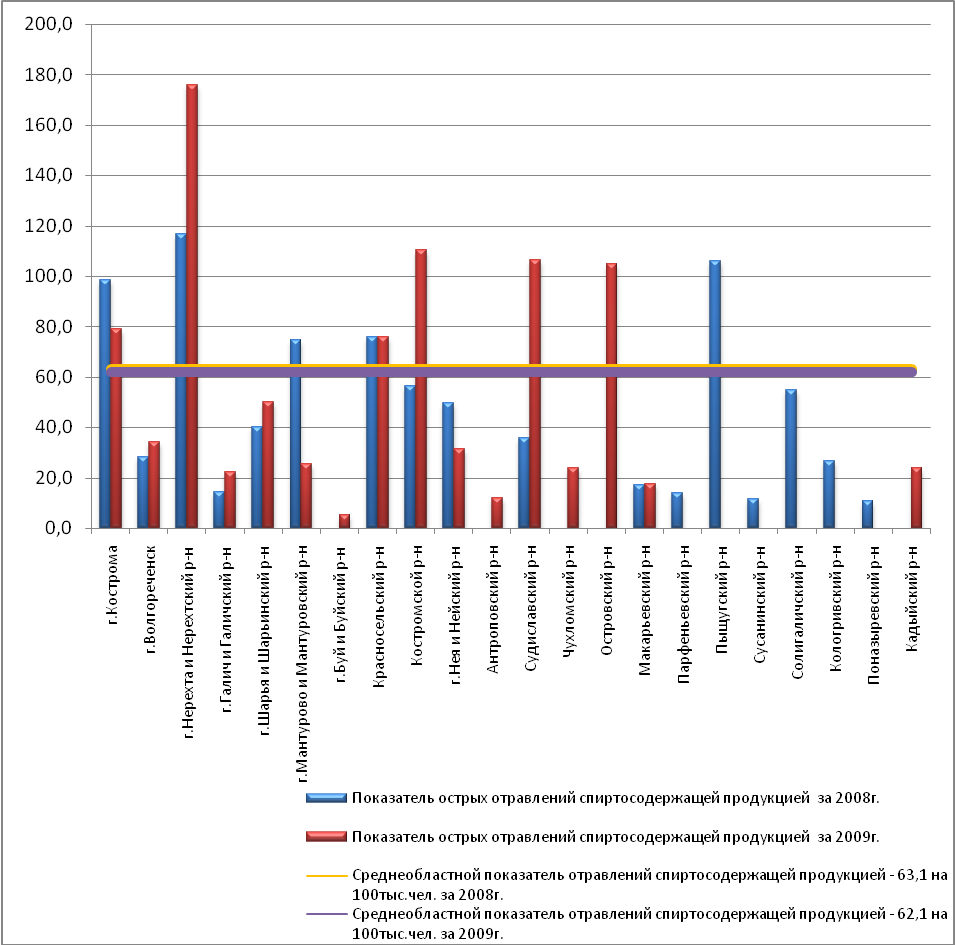 200,0
180,0
160,0
140,0
120,0
100,0
80,0
60,0
40,0
20,0
0,0
г.Кострома
г.Волгореченск
г.Нерехта и Нерехтский р-н
г.Галич и Галичский р-н
г.Шарья и Шарьинский р-н
г.Мантурово и Мантуровский р-н
г.Буй и Буйский р-н
Красносельский р-н
Костромской р-н
г.Нея и Нейский р-н
Антроповский р-н
Судиславский р-н
Чухломский р-н
Островский р-н
Макарьевский р-н
Парфеньевский р-н
Пыщугский р-н
Сусанинский р-н
Солигаличский р-н
Кологривский р-н
Поназыревский р-н
Кадыйский р-н
Показатель острых отравлений спиртосодержащей продукцией за 2008г.
Показатель острых отравлений спиртосодержащей продукцией за 2009г.
Среднеобластной показатель отравлений спиртосодержащей продукцией - 63,1 на
100тыс.чел. за 2008г.
Среднеобластной показатель отравлений спиртосодержащей продукцией - 62,1 на
100тыс.чел. за 2009г.